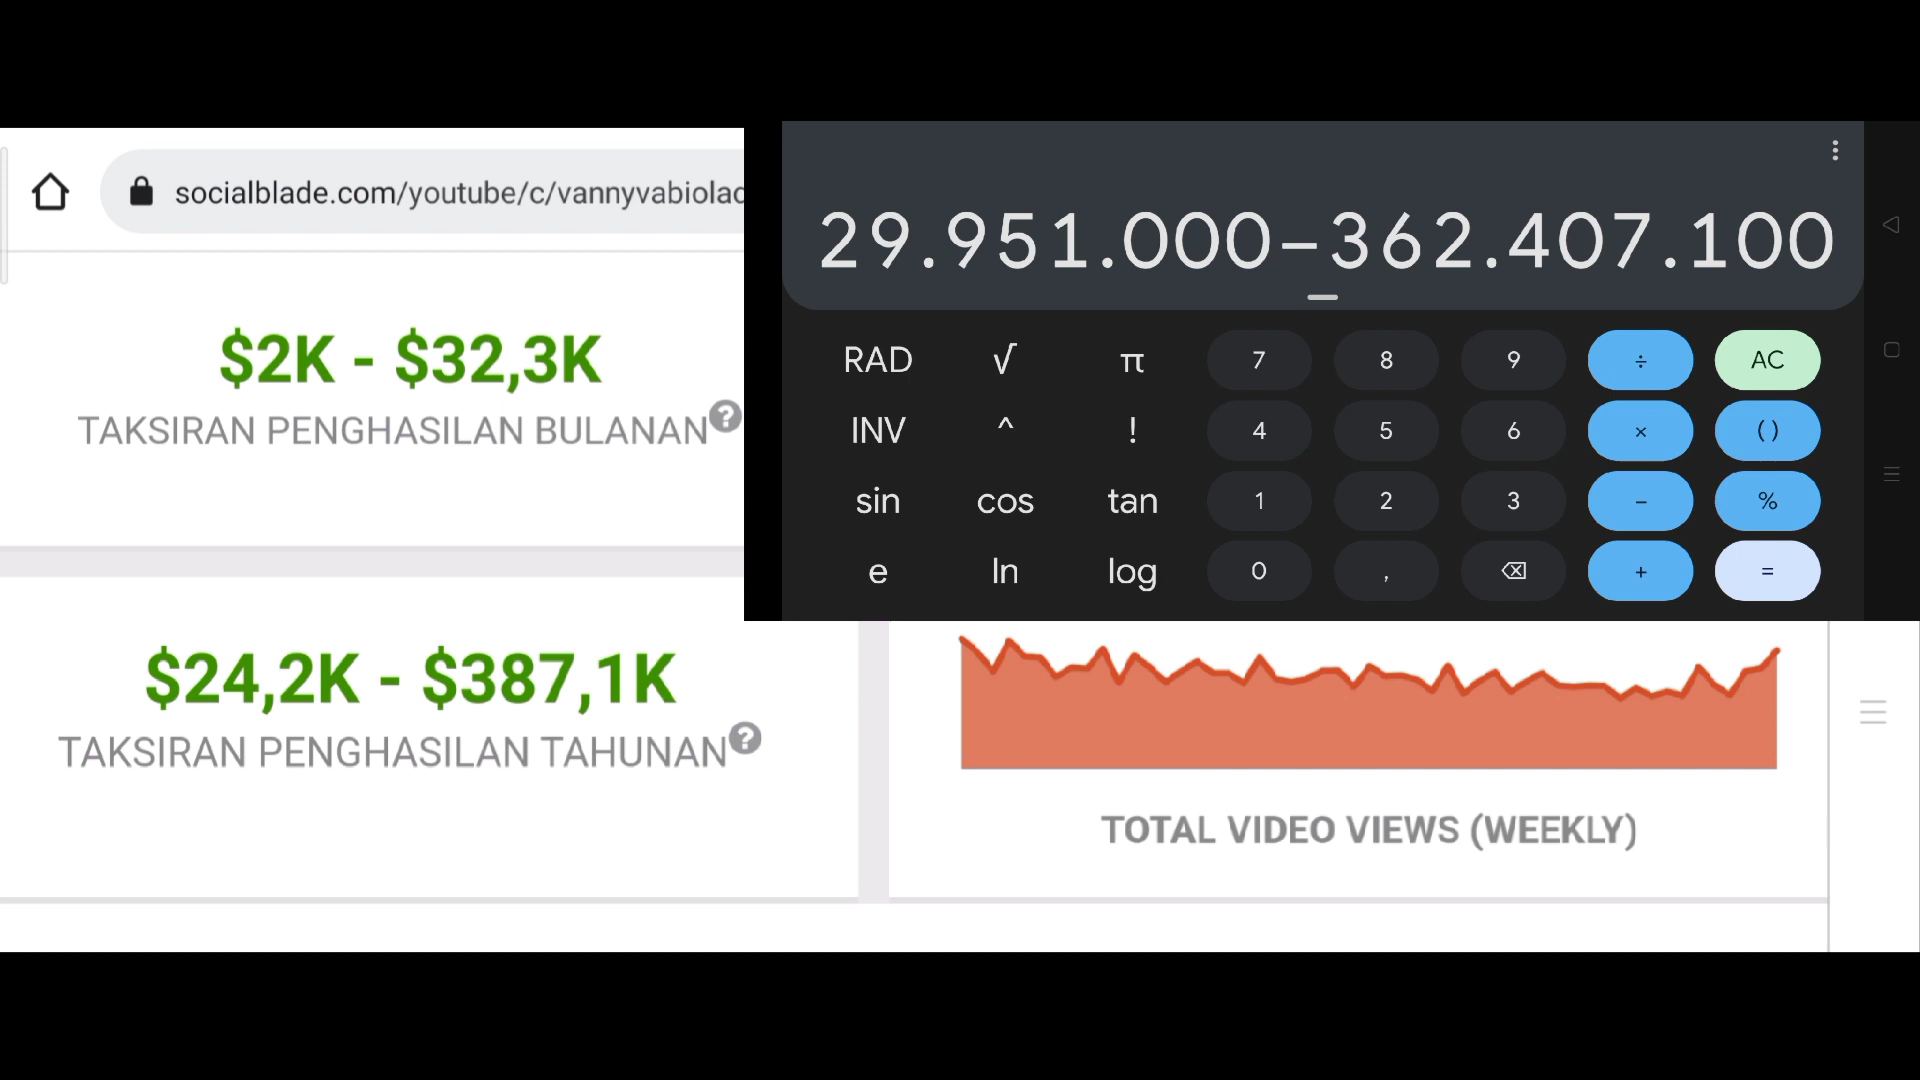 socialblade.com/youtube/c/vannyvabiolac
$2K - $32,3K
TAKSIRAN PENGHASILAN BULANAN?
$24,2K - $387,1K
TAKSIRAN PENGHASILAN TAHUNAN?
29.951.000–362.407.100
RAD √ π 7 8 9 ÷ AC
INV ^ ! 4 5 6 × ( )
sin cos tan 1 2 3 − %
e ln log 0 , + =
TOTAL VIDEO VIEWS (WEEKLY)